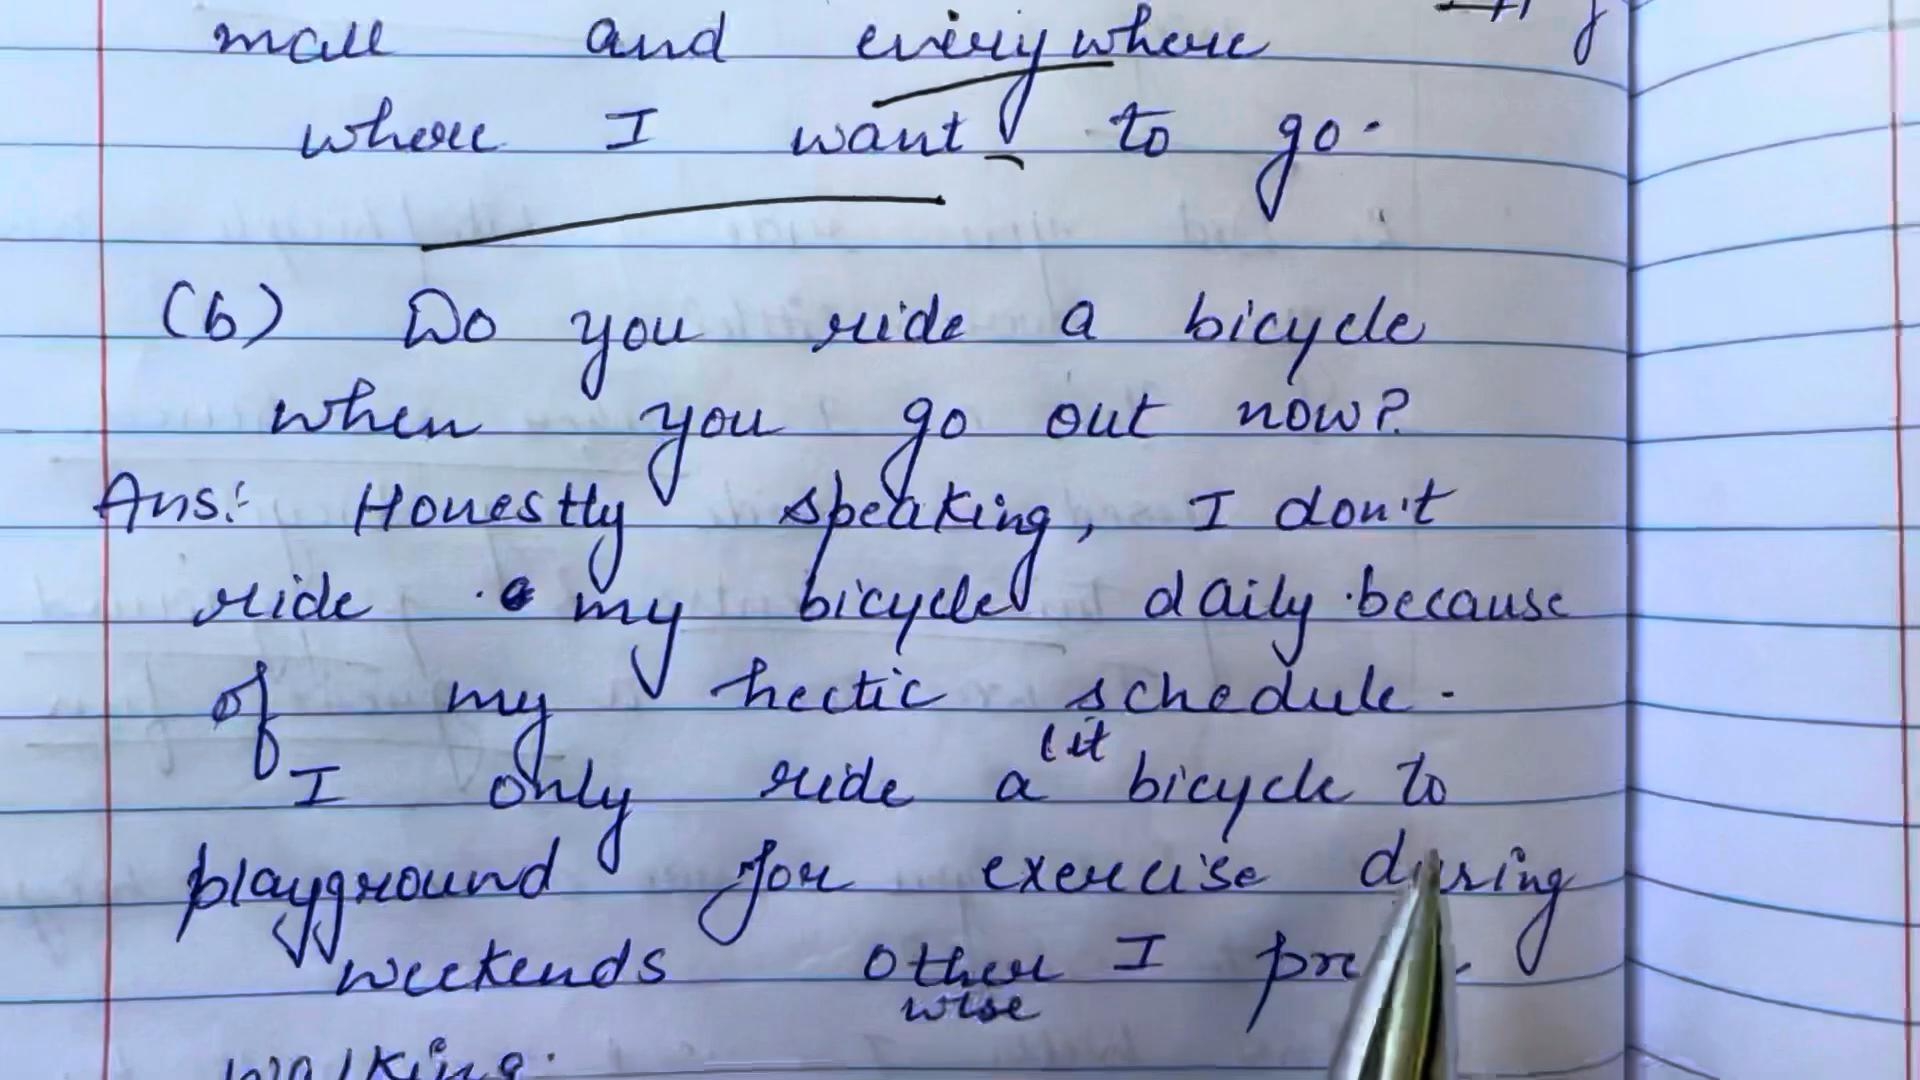 mall and everywhere
where I want to go.
(b) Do you ride a bicycle
when you go out now?
Ans: Honestly speaking, I don't
ride my bicycle daily because
of my hectic schedule.
I only ride a bicycle to
playground for exercise during
weekends otherwise I
walking.